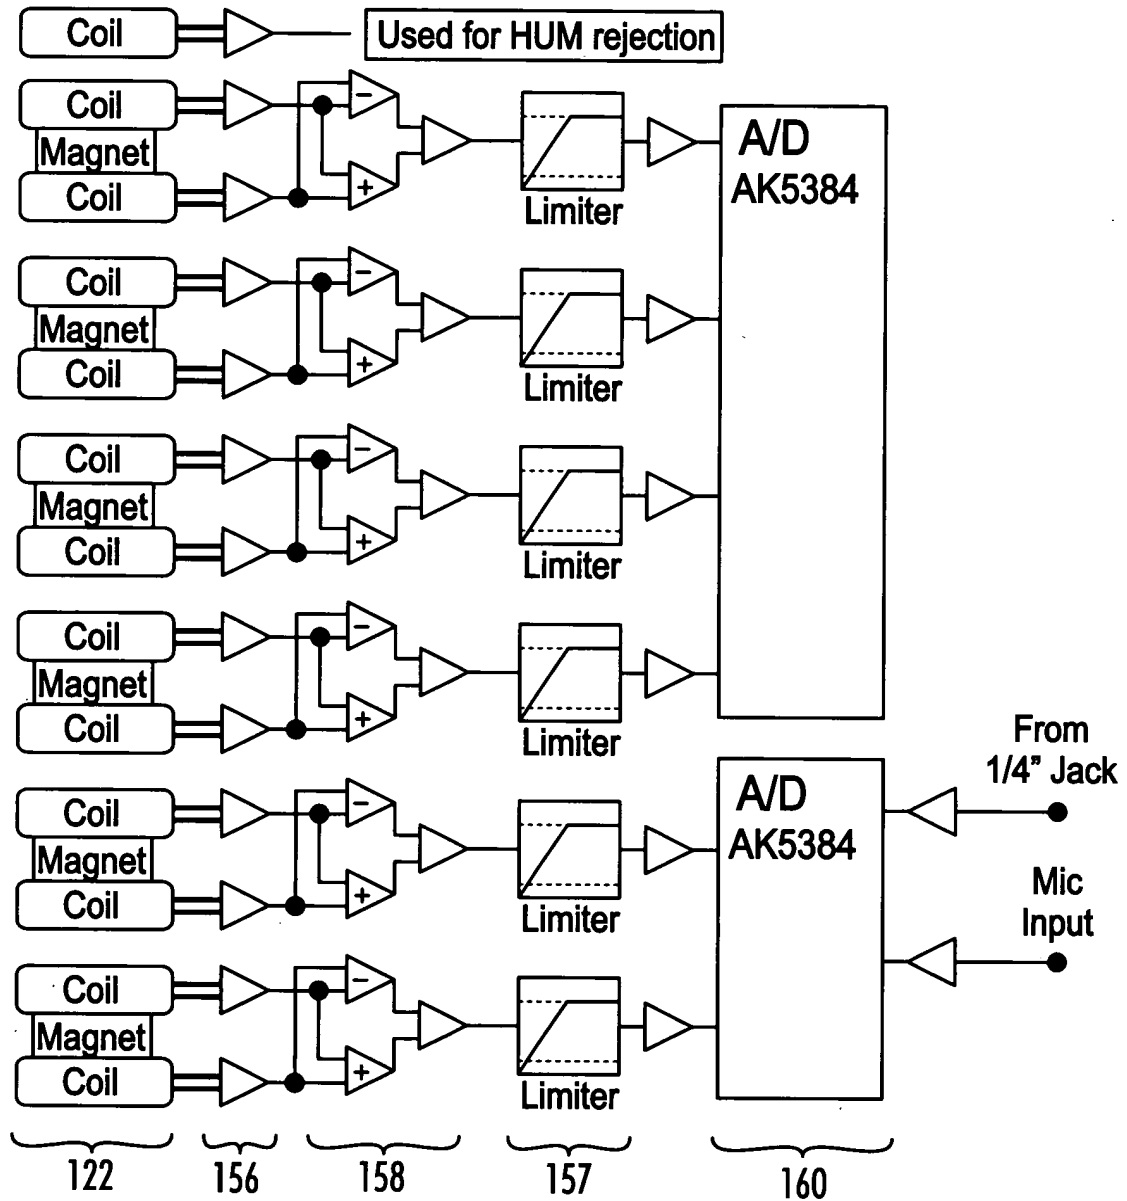 Coil
Used for HUM rejection
Coil
Magnet
Coil
−
+
Limiter
A/D
AK5384
Coil
Magnet
Coil
−
+
Limiter
Coil
Magnet
Coil
−
+
Limiter
Coil
Magnet
Coil
−
+
Limiter
From
1/4” Jack
Coil
Magnet
Coil
−
+
Limiter
A/D
AK5384
Mic
Input
Coil
Magnet
Coil
−
+
Limiter
122
156
158
157
160